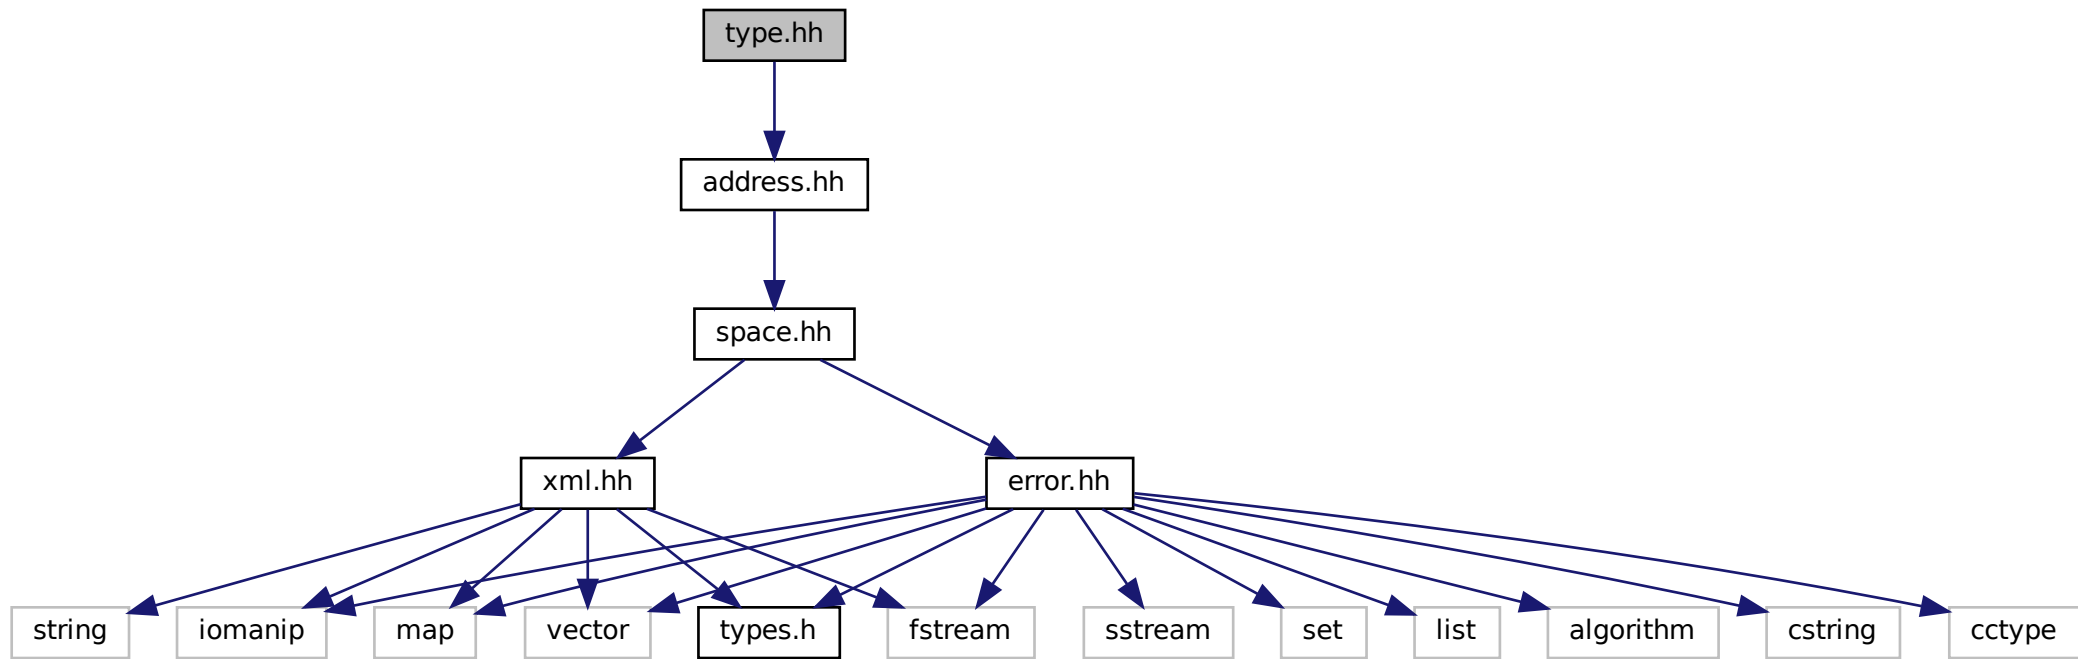 type.hh
address.hh
space.hh
xml.hh
error.hh
string
iomanip
map
vector
types.h
fstream
sstream
set
list
algorithm
cstring
cctype